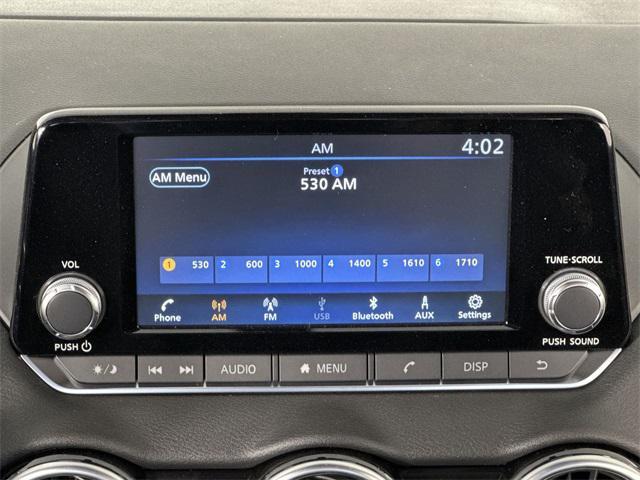 AM 4:02
AM Menu
Preset 1
530 AM
1 530 2 600 3 1000 4 1400 5 1610 6 1710
Phone AM FM USB Bluetooth AUX Settings
VOL
PUSH
TUNE·SCROLL
PUSH SOUND
AUDIO MENU DISP